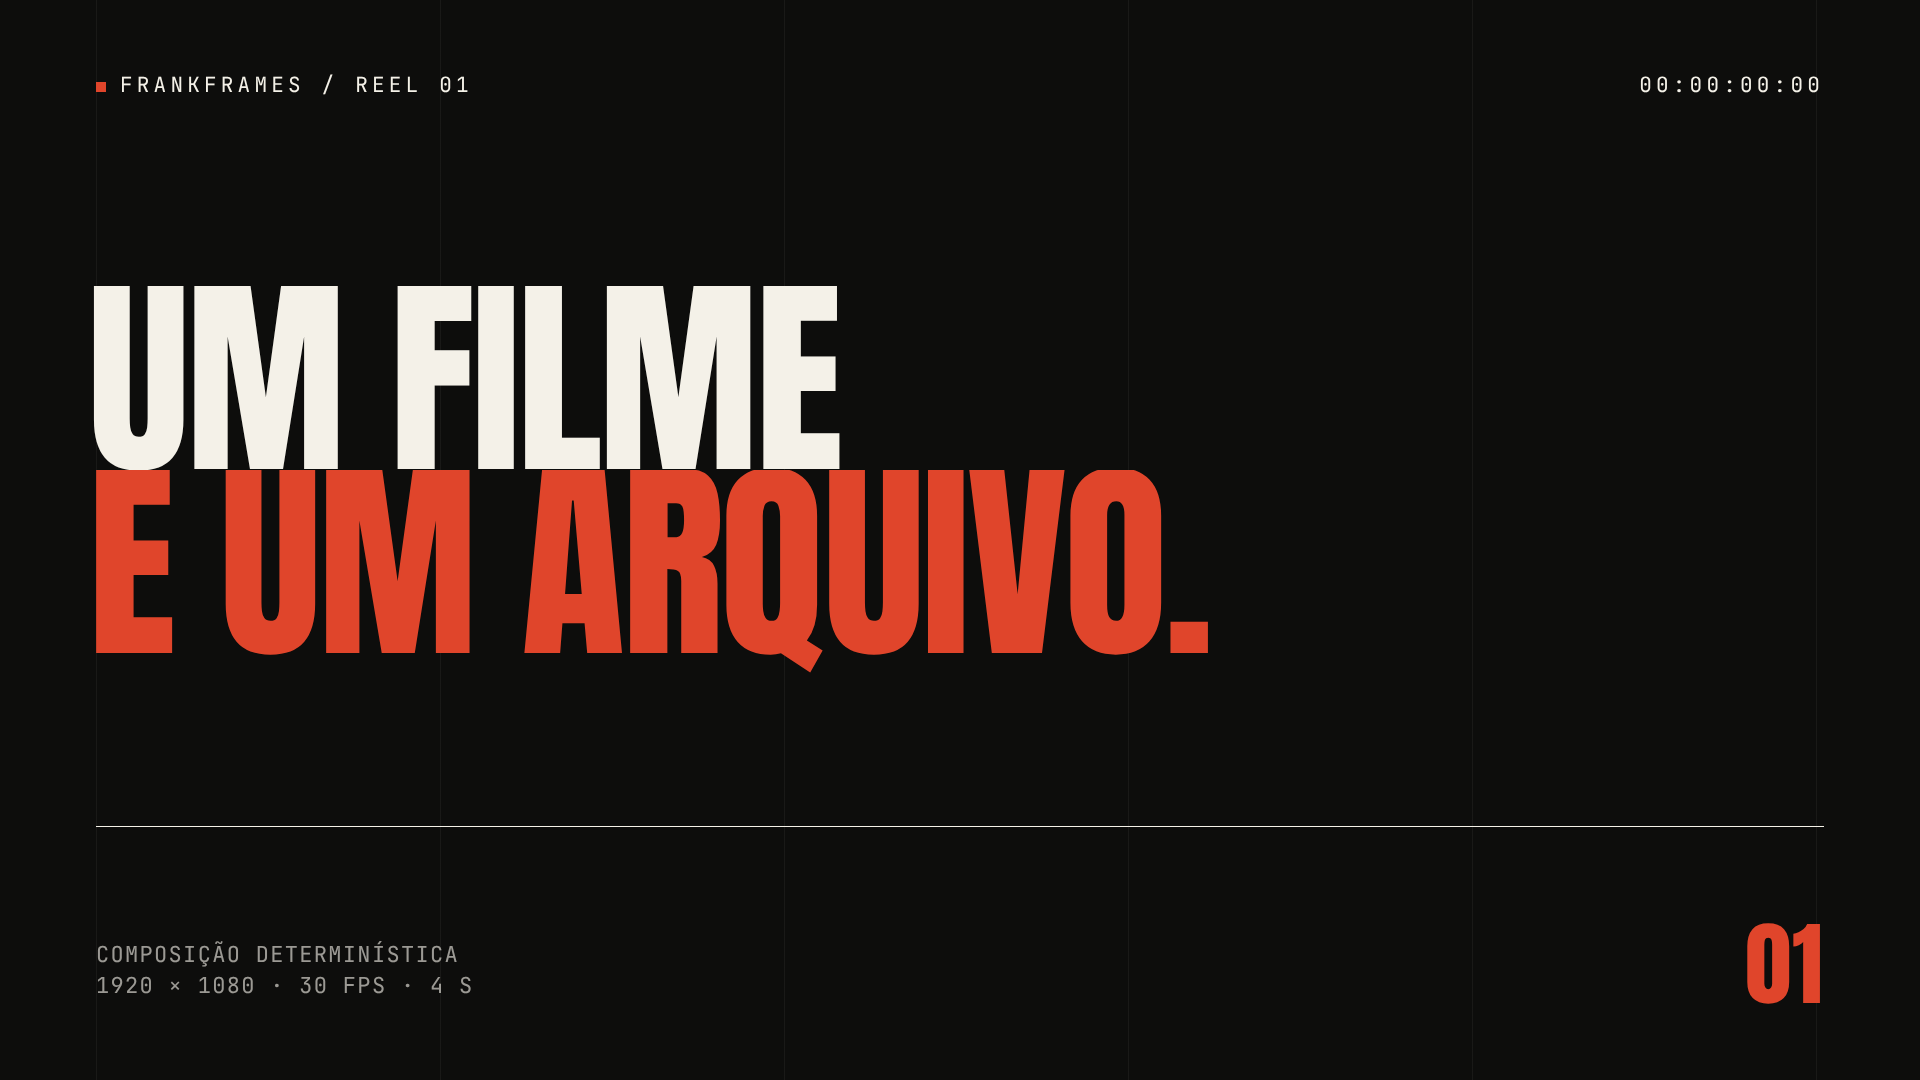 FRANKFRAMES / REEL 01
00:00:00:00
UM FILME
E UM ARQUIVO.
COMPOSIÇÃO DETERMINÍSTICA
1920 × 1080 · 30 FPS · 4 S
01